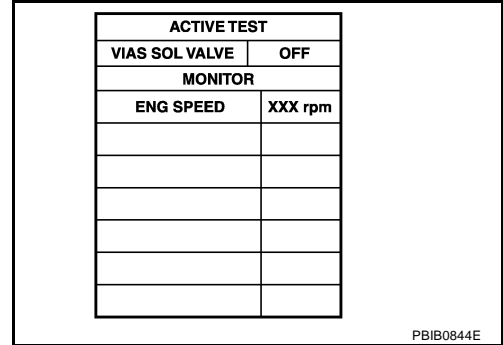 ACTIVE TEST
VIAS SOL VALVE OFF
MONITOR
ENG SPEED XXX rpm
PBIB0844E